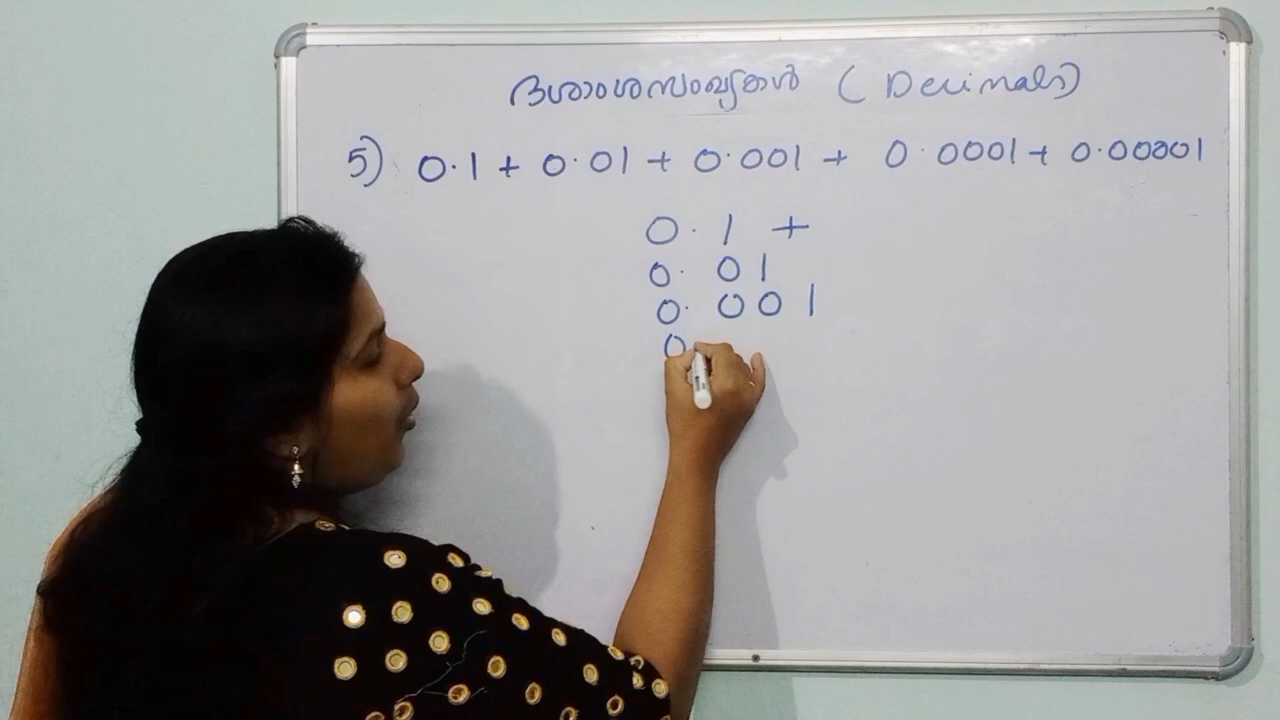 ദശാംശസംഖ്യകൾ ( Decimals)
5) 0.1 + 0.01 + 0.001 + 0.0001 + 0.00001
0.1 +
0.01
0.001
0